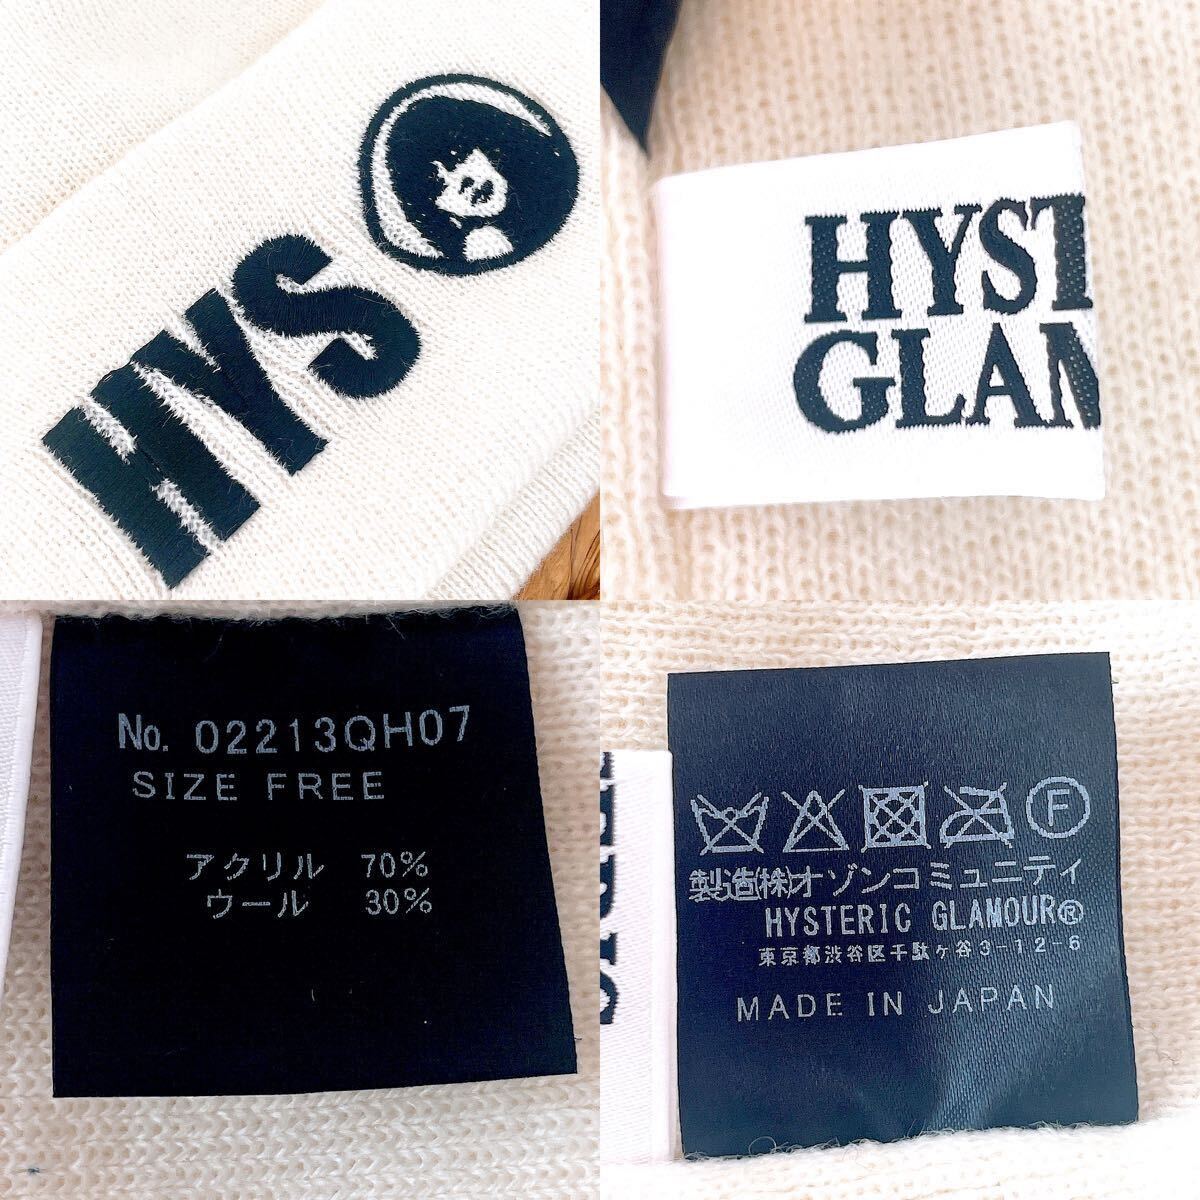 HYS
HYST
GLAM
No. 02213QH07
SIZE FREE
アクリル 70%
ウール 30%
F
製造(株)オゾンコミュニティ
HYSTERIC GLAMOUR®
東京都渋谷区千駄ヶ谷3-12-6
MADE IN JAPAN